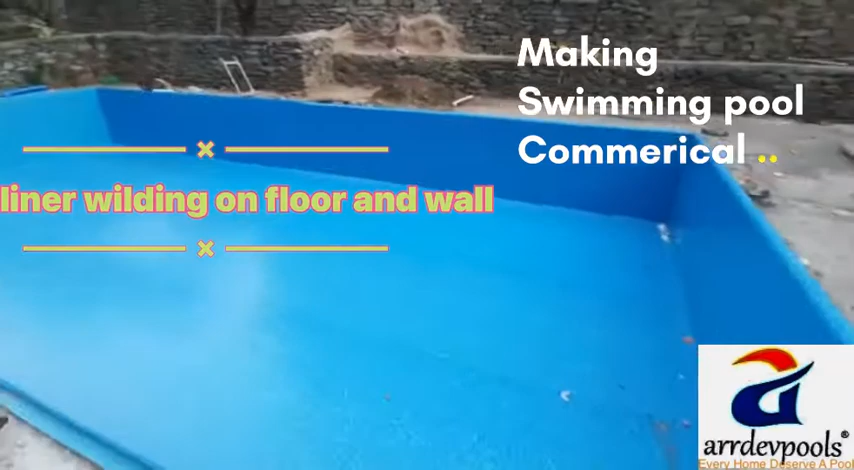 Making
Swimming pool
Commerical ..
liner wilding on floor and wall
arrdevpools®
Every Home Deserve A Pool